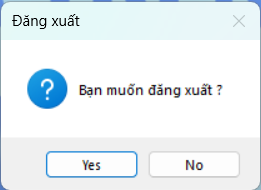 Đăng xuất
Bạn muốn đăng xuất ?
Yes
No